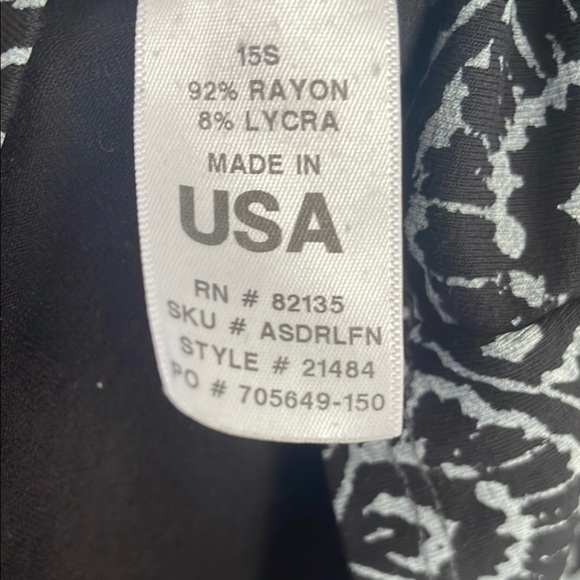 15S
92% RAYON
8% LYCRA
MADE IN
USA
RN # 82135
SKU # ASDRLFN
STYLE # 21484
PO # 705649-150